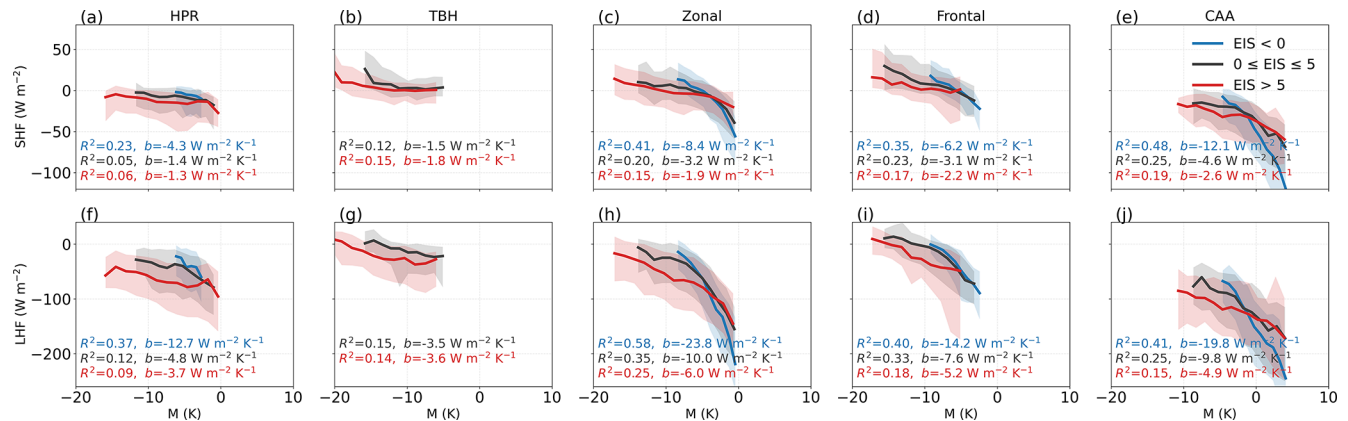 (a) HPR (b) TBH (c) Zonal (d) Frontal (e) CAA
SHF (W m−2)
50
0
−50
−100
R2=0.23, b=-4.3 W m−2 K−1
R2=0.05, b=-1.4 W m−2 K−1
R2=0.06, b=-1.3 W m−2 K−1
R2=0.12, b=-1.5 W m−2 K−1
R2=0.15, b=-1.8 W m−2 K−1
R2=0.41, b=-8.4 W m−2 K−1
R2=0.20, b=-3.2 W m−2 K−1
R2=0.15, b=-1.9 W m−2 K−1
R2=0.35, b=-6.2 W m−2 K−1
R2=0.23, b=-3.1 W m−2 K−1
R2=0.17, b=-2.2 W m−2 K−1
EIS < 0
0 ≤ EIS ≤ 5
EIS > 5
R2=0.48, b=-12.1 W m−2 K−1
R2=0.25, b=-4.6 W m−2 K−1
R2=0.19, b=-2.6 W m−2 K−1
(f) (g) (h) (i) (j)
LHF (W m−2)
0
−100
−200
R2=0.37, b=-12.7 W m−2 K−1
R2=0.12, b=-4.8 W m−2 K−1
R2=0.09, b=-3.7 W m−2 K−1
R2=0.15, b=-3.5 W m−2 K−1
R2=0.14, b=-3.6 W m−2 K−1
R2=0.58, b=-23.8 W m−2 K−1
R2=0.35, b=-10.0 W m−2 K−1
R2=0.25, b=-6.0 W m−2 K−1
R2=0.40, b=-14.2 W m−2 K−1
R2=0.33, b=-7.6 W m−2 K−1
R2=0.18, b=-5.2 W m−2 K−1
R2=0.41, b=-19.8 W m−2 K−1
R2=0.25, b=-9.8 W m−2 K−1
R2=0.15, b=-4.9 W m−2 K−1
−20 −10 0 10 −20 −10 0 10 −20 −10 0 10 −20 −10 0 10 −20 −10 0 10
M (K) M (K) M (K) M (K) M (K)